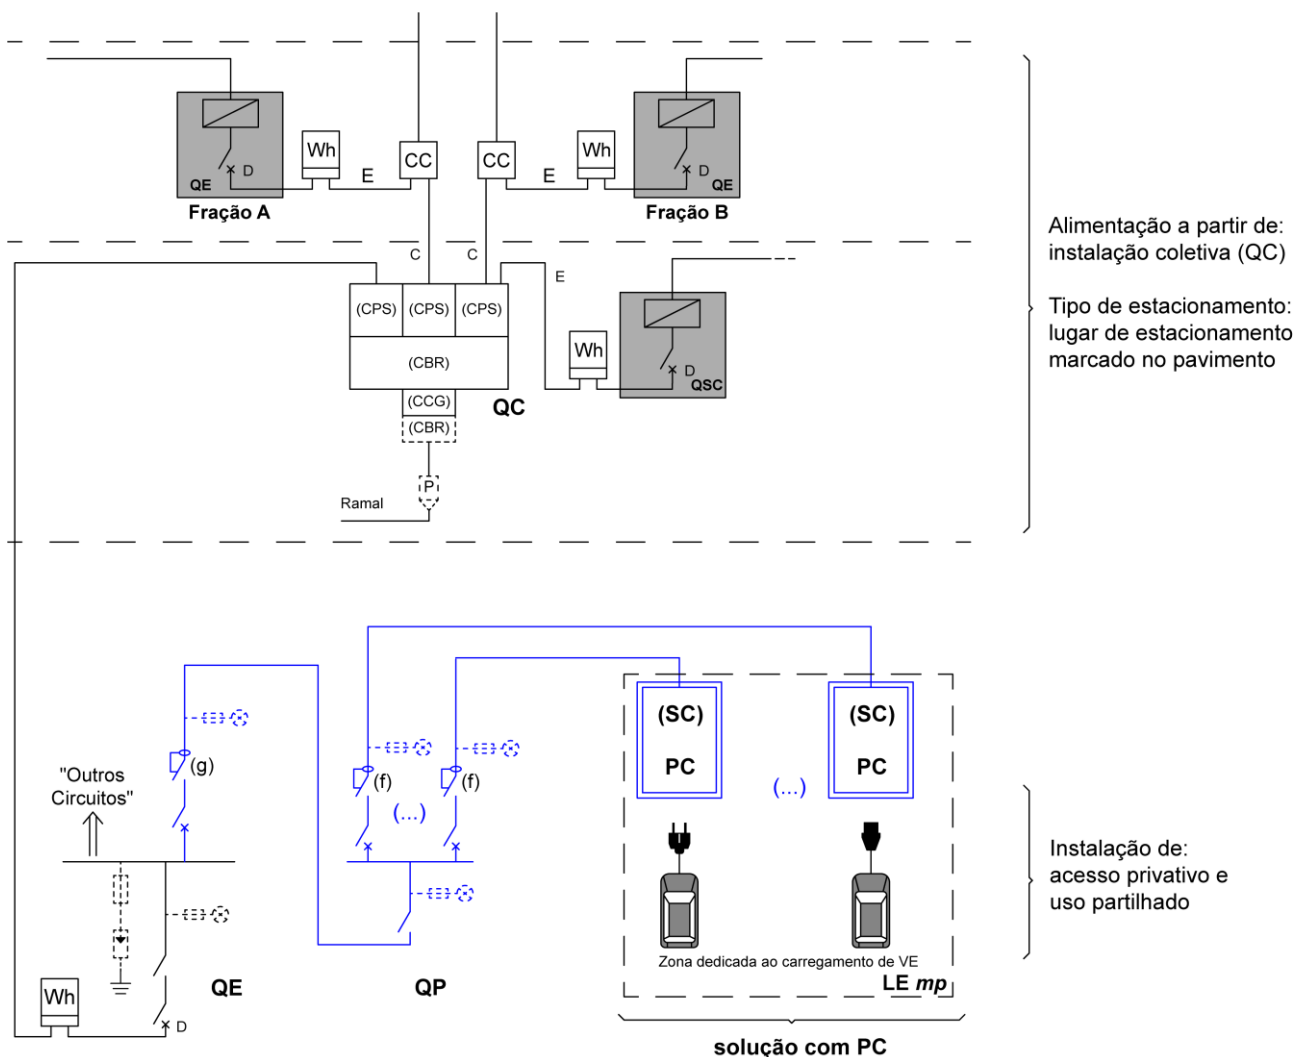 Wh
CC
CC
Wh
D
E
E
D
QE
QE
Fração A
Fração B
Alimentação a partir de:
instalação coletiva (QC)
Tipo de estacionamento:
lugar de estacionamento
marcado no pavimento
C
C
E
(CPS)
(CPS)
(CPS)
Wh
(CBR)
D
QSC
(CCG)
QC
(CBR)
P
Ramal
(SC)
PC
(SC)
PC
(g)
(f)
(f)
(...)
(...)
"Outros
Circuitos"
Instalação de:
acesso privativo e
uso partilhado
Zona dedicada ao carregamento de VE
LE mp
QE
QP
Wh
D
solução com PC